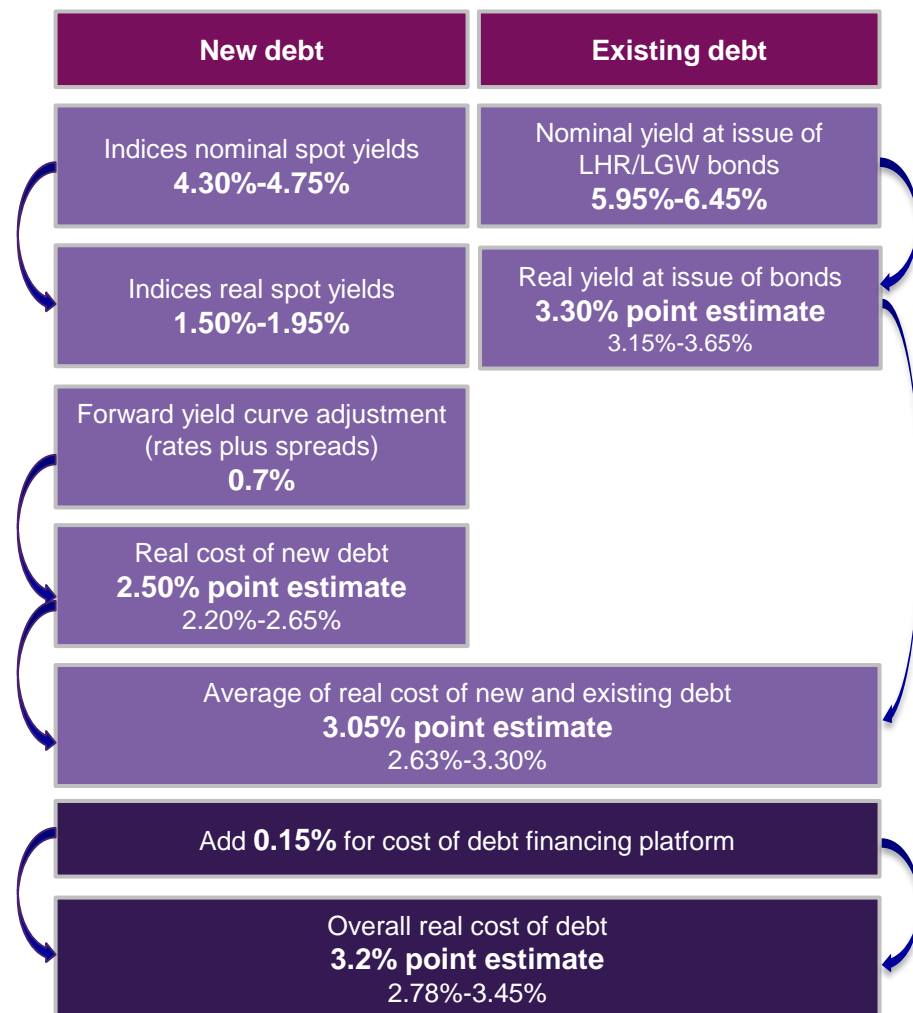 New debt
Existing debt
Indices nominal spot yields
4.30%-4.75%
Nominal yield at issue of
LHR/LGW bonds
5.95%-6.45%
Indices real spot yields
1.50%-1.95%
Real yield at issue of bonds
3.30% point estimate
3.15%-3.65%
Forward yield curve adjustment
(rates plus spreads)
0.7%
Real cost of new debt
2.50% point estimate
2.20%-2.65%
Average of real cost of new and existing debt
3.05% point estimate
2.63%-3.30%
Add 0.15% for cost of debt financing platform
Overall real cost of debt
3.2% point estimate
2.78%-3.45%